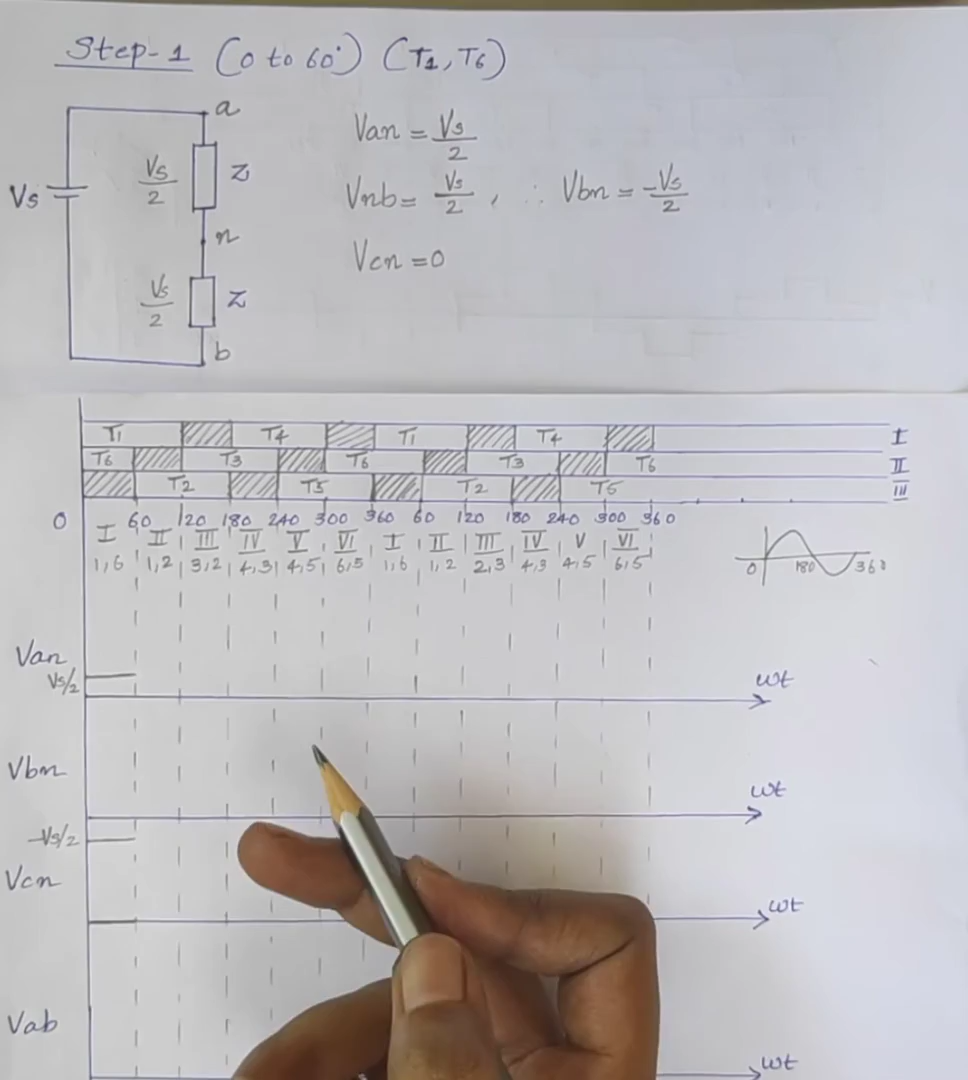 Step-1 (0 to 60°) (T1, T6)
a
Van = Vs/2
Vs
Vs/2 Z
Vnb = Vs/2, ∴ Vbn = -Vs/2
n
Vcn = 0
Vs/2 Z
b
T1 T4 T1 T4 I
T6 T3 T6 T3 T6 II
T2 T5 T2 T5 III
0 60 120 180 240 300 360 60 120 180 240 300 360
I II III IV V VI I II III IV V VI
1,6 1,2 3,2 4,3 4,5 6,5 1,6 1,2 2,3 4,3 4,5 6,5
0 180 360
Van
Vs/2
wt
Vbn
wt
-Vs/2
Vcn
wt
Vab
wt